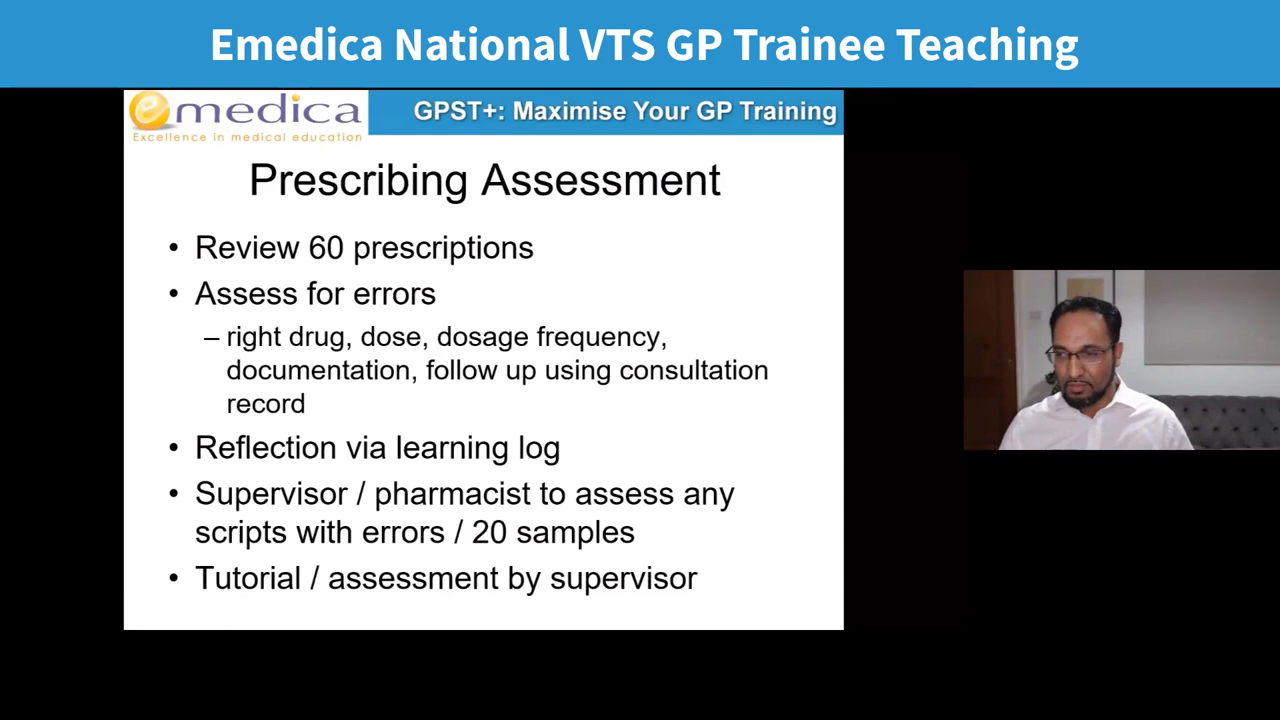 Emedica National VTS GP Trainee Teaching
emedica
Excellence in medical education
GPST+: Maximise Your GP Training
Prescribing Assessment
• Review 60 prescriptions
• Assess for errors
– right drug, dose, dosage frequency,
documentation, follow up using consultation
record
• Reflection via learning log
• Supervisor / pharmacist to assess any
scripts with errors / 20 samples
• Tutorial / assessment by supervisor